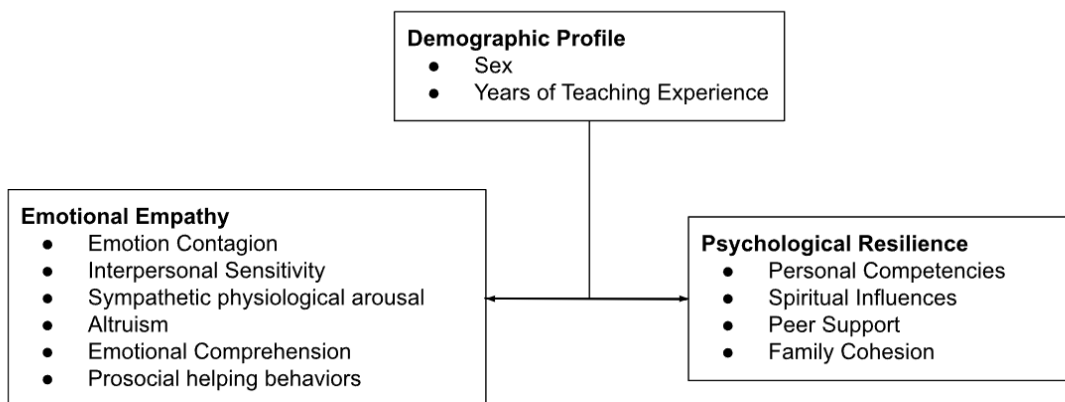 Demographic Profile
● Sex
● Years of Teaching Experience
Emotional Empathy
● Emotion Contagion
● Interpersonal Sensitivity
● Sympathetic physiological arousal
● Altruism
● Emotional Comprehension
● Prosocial helping behaviors
Psychological Resilience
● Personal Competencies
● Spiritual Influences
● Peer Support
● Family Cohesion